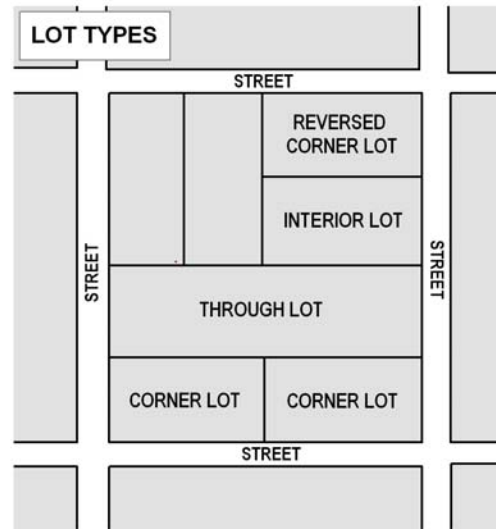 LOT TYPES
STREET
REVERSED
CORNER LOT
INTERIOR LOT
STREET
STREET
THROUGH LOT
CORNER LOT
CORNER LOT
STREET